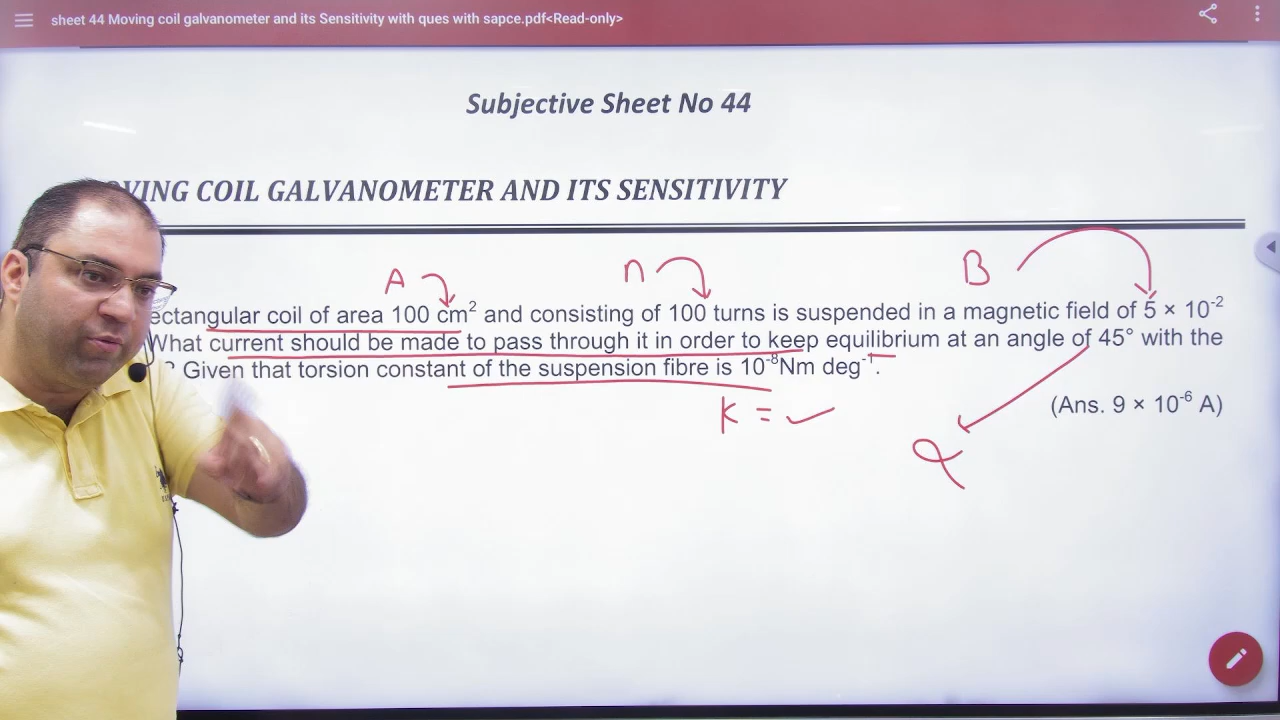 sheet 44 Moving coil galvanometer and its Sensitivity with ques with sapce.pdf<Read-only>
Subjective Sheet No 44
COIL GALVANOMETER AND ITS SENSITIVITY
A n B
ectangular coil of area 100 cm² and consisting of 100 turns is suspended in a magnetic field of 5 × 10⁻²
What current should be made to pass through it in order to keep equilibrium at an angle of 45° with the
? Given that torsion constant of the suspension fibre is 10⁻⁸Nm deg⁻¹.
(Ans. 9 × 10⁻⁶ A)
K =
α